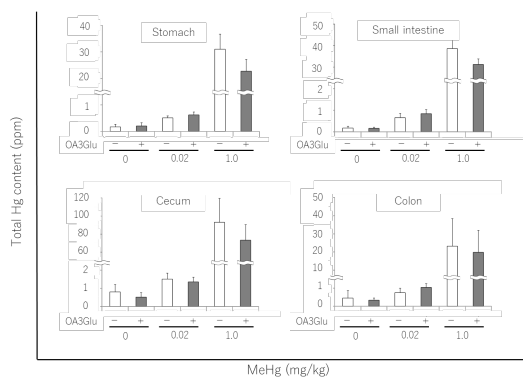 Total Hg content (ppm)
Stomach
40
30
20
1
0
OA3Glu − + − + − +
0 0.02 1.0
Small intestine
50
40
30
2
1
0
OA3Glu − + − + − +
0 0.02 1.0
Cecum
120
100
80
60
2
1
0
OA3Glu − + − + − +
0 0.02 1.0
Colon
50
50
20
10
1
0
OA3Glu − + − + − +
0 0.02 1.0
MeHg (mg/kg)